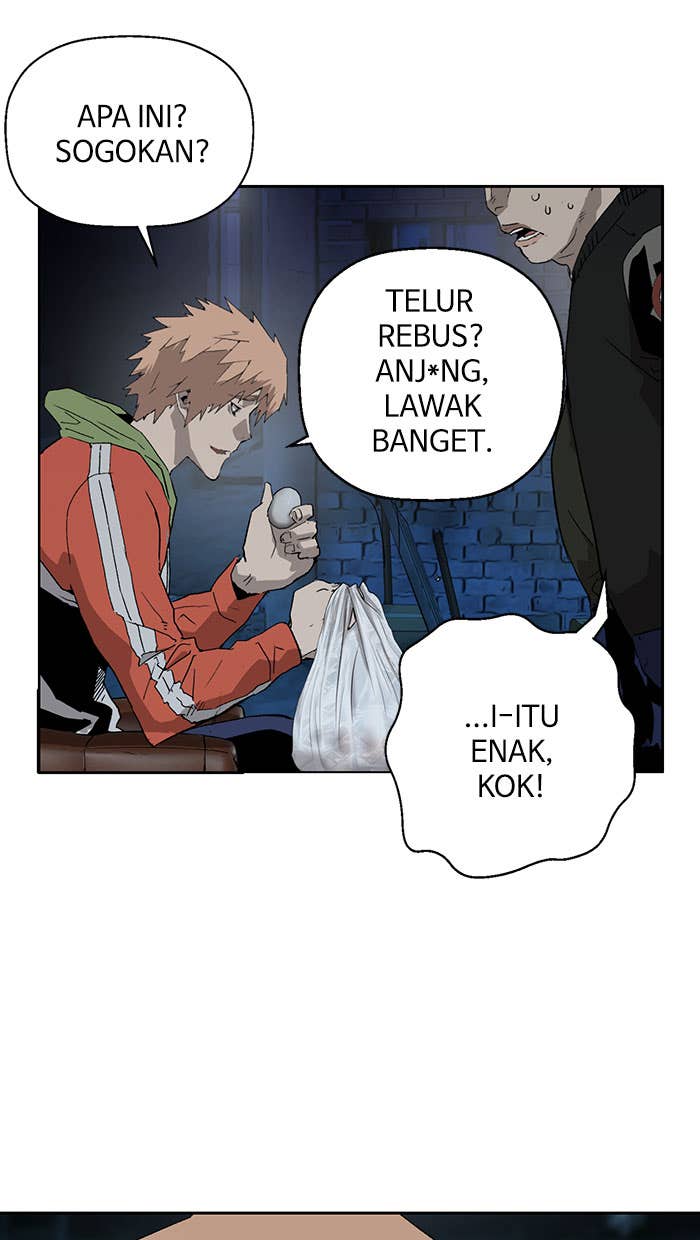 APA INI?
SOGOKAN?
TELUR
REBUS?
ANJ*NG,
LAWAK
BANGET.
...I-ITU
ENAK,
KOK!